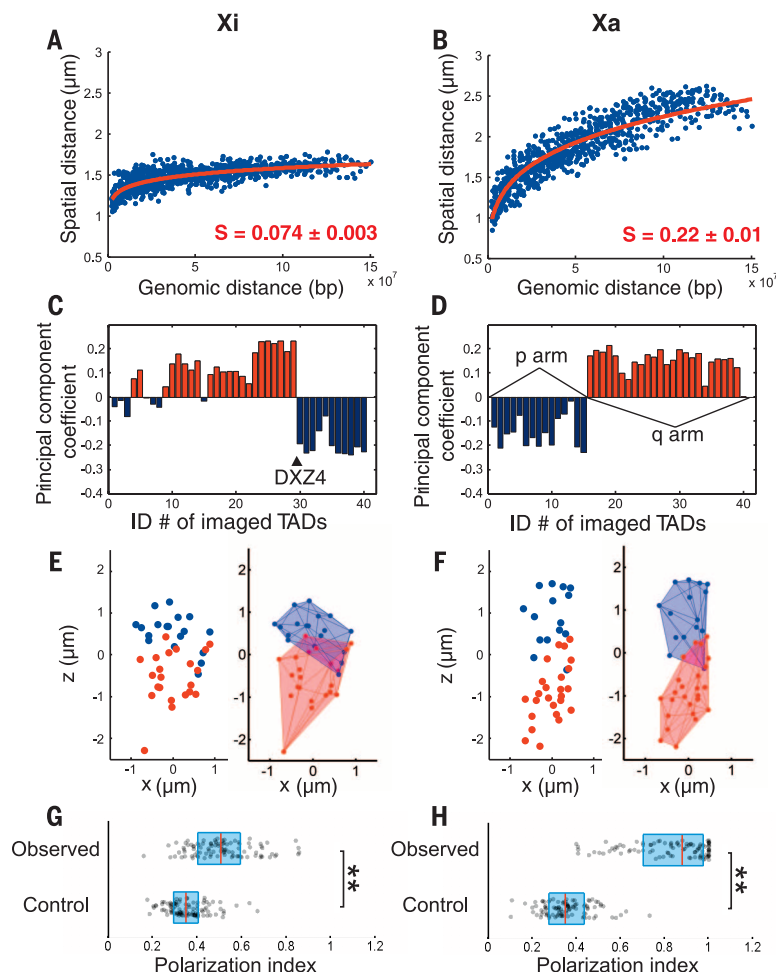 Xi
Xa
A
Spatial distance (μm)
3
2.5
2
1.5
1
0.5
S = 0.074 ± 0.003
0
5
10
15
x 10⁷
Genomic distance (bp)
B
Spatial distance (μm)
3
2.5
2
1.5
1
0.5
S = 0.22 ± 0.01
0
5
10
15
x 10⁷
Genomic distance (bp)
C
Principal component
coefficient
0.2
0.1
0
-0.1
-0.2
-0.3
-0.4
DXZ4
0
10
20
30
40
ID # of imaged TADs
D
Principal component
coefficient
0.2
0.1
0
-0.1
-0.2
-0.3
-0.4
p arm
q arm
0
10
20
30
40
ID # of imaged TADs
E
z (μm)
2
1
0
-1
-2
-1
0
1
x (μm)
2
1
0
-1
-2
-1
0
1
x (μm)
F
z (μm)
2
1
0
-1
-2
-1
0
1
x (μm)
2
1
0
-1
-2
-1
0
1
x (μm)
G
Observed
Control
**
0
0.2
0.4
0.6
0.8
1
1.2
Polarization index
H
Observed
Control
**
0
0.2
0.4
0.6
0.8
1
1.2
Polarization index